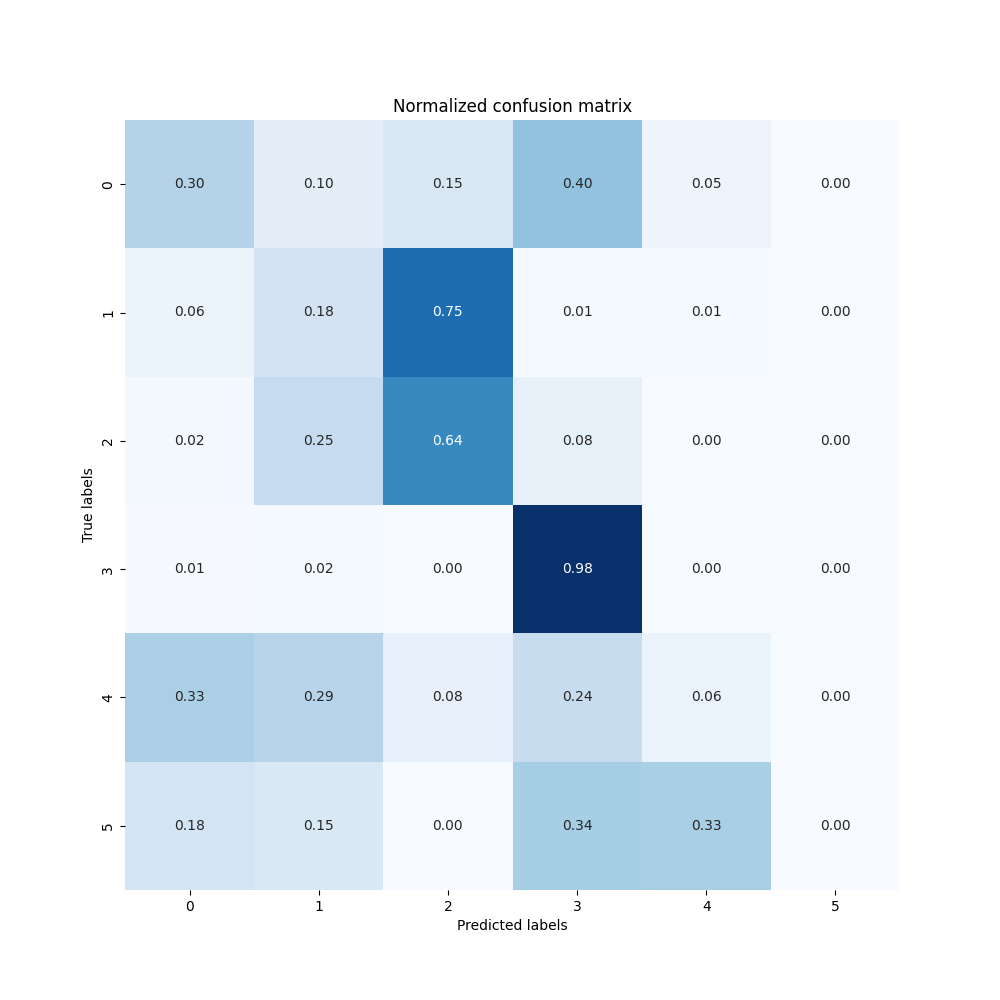 Normalized confusion matrix
True labels
0 0.30 0.10 0.15 0.40 0.05 0.00
1 0.06 0.18 0.75 0.01 0.01 0.00
2 0.02 0.25 0.64 0.08 0.00 0.00
3 0.01 0.02 0.00 0.98 0.00 0.00
4 0.33 0.29 0.08 0.24 0.06 0.00
5 0.18 0.15 0.00 0.34 0.33 0.00
0 1 2 3 4 5
Predicted labels